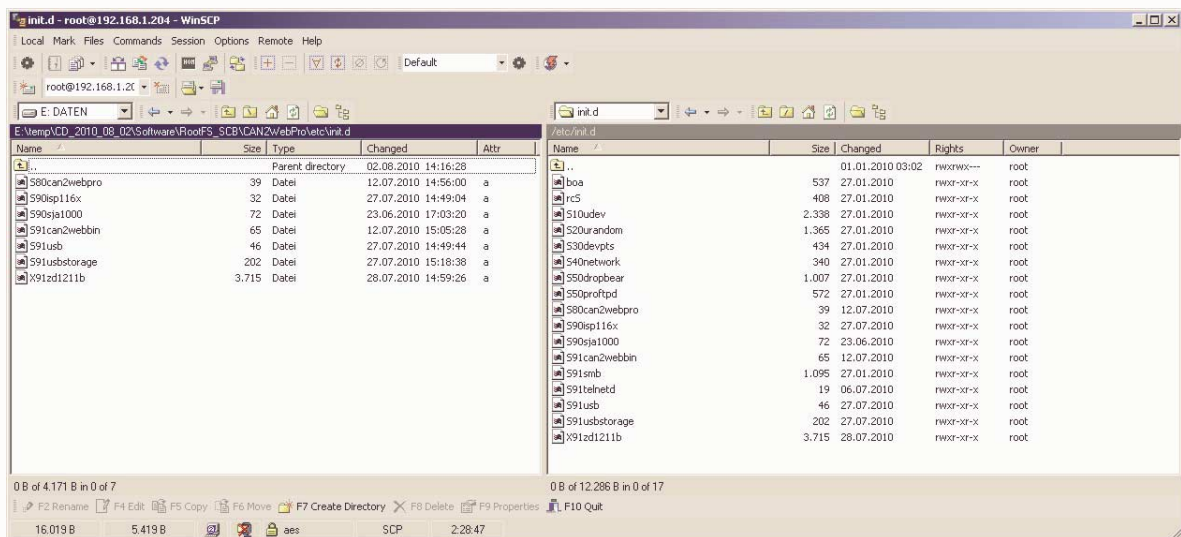 init.d - root@192.168.1.204 - WinSCP
Local Mark Files Commands Session Options Remote Help
Default
root@192.168.1.20
E: DATEN
init.d
E:\temp\CD_2010_08_02\Software\RootFS_SCB\CAN2WebPro\etc\init.d
/etc/init.d
Name Size Type Changed Attr
.. Parent directory 02.08.2010 14:16:28
S80can2webpro 39 Datei 12.07.2010 14:56:00 a
S90isp116x 32 Datei 27.07.2010 14:49:04 a
S90sja1000 72 Datei 23.06.2010 17:03:20 a
S91can2webbin 65 Datei 12.07.2010 15:05:28 a
S91usb 46 Datei 27.07.2010 14:49:44 a
S91usbstorage 202 Datei 27.07.2010 15:18:38 a
X91zd1211b 3.715 Datei 28.07.2010 14:59:26 a
Name Size Changed Rights Owner
.. 01.01.2010 03:02 rwxrwx--- root
boa 537 27.01.2010 rwxr-xr-x root
rc5 408 27.01.2010 rwxr-xr-x root
S10udev 2.338 27.01.2010 rwxr-xr-x root
S20urandom 1.365 27.01.2010 rwxr-xr-x root
S30devpts 434 27.01.2010 rwxr-xr-x root
S40network 340 27.01.2010 rwxr-xr-x root
S50dropbear 1.007 27.01.2010 rwxr-xr-x root
S50proftpd 572 27.01.2010 rwxr-xr-x root
S80can2webpro 39 12.07.2010 rwxr-xr-x root
S90isp116x 32 27.07.2010 rwxr-xr-x root
S90sja1000 72 23.06.2010 rwxr-xr-x root
S91can2webbin 65 12.07.2010 rwxr-xr-x root
S91smb 1.095 27.01.2010 rwxr-xr-x root
S91telnetd 19 06.07.2010 rwxr-xr-x root
S91usb 46 27.07.2010 rwxr-xr-x root
S91usbstorage 202 27.07.2010 rwxr-xr-x root
X91zd1211b 3.715 28.07.2010 rwxr-xr-x root
0 B of 4.171 B in 0 of 7
0 B of 12.286 B in 0 of 17
F2 Rename F4 Edit F5 Copy F6 Move F7 Create Directory F8 Delete F9 Properties F10 Quit
16.019 B 5.419 B aes SCP 2:28:47